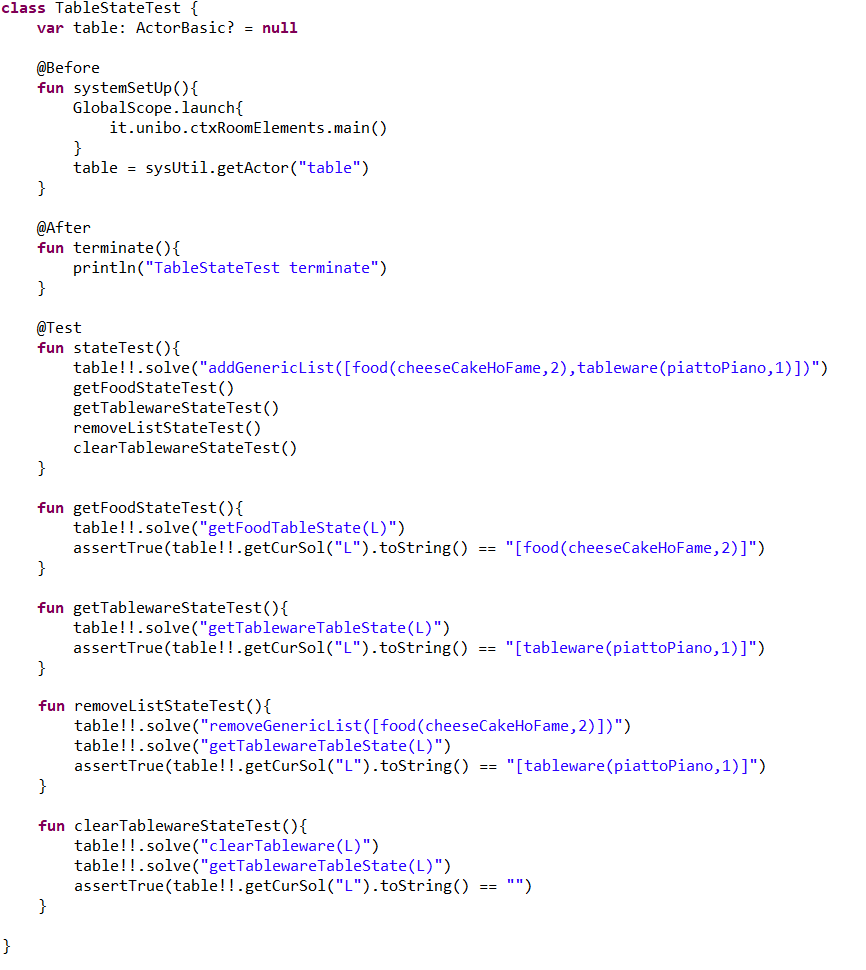 class TableStateTest {
    var table: ActorBasic? = null

    @Before
    fun systemSetUp(){
        GlobalScope.launch{
            it.unibo.ctxRoomElements.main()
        }
        table = sysUtil.getActor("table")
    }

    @After
    fun terminate(){
        println("TableStateTest terminate")
    }

    @Test
    fun stateTest(){
        table!!.solve("addGenericList([food(cheeseCakeHoFame,2),tableware(piattoPiano,1)])")
        getFoodStateTest()
        getTablewareStateTest()
        removeListStateTest()
        clearTablewareStateTest()
    }

    fun getFoodStateTest(){
        table!!.solve("getFoodTableState(L)")
        assertTrue(table!!.getCurSol("L").toString() == "[food(cheeseCakeHoFame,2)]")
    }

    fun getTablewareStateTest(){
        table!!.solve("getTablewareTableState(L)")
        assertTrue(table!!.getCurSol("L").toString() == "[tableware(piattoPiano,1)]")
    }

    fun removeListStateTest(){
        table!!.solve("removeGenericList([food(cheeseCakeHoFame,2)])")
        table!!.solve("getTablewareTableState(L)")
        assertTrue(table!!.getCurSol("L").toString() == "[tableware(piattoPiano,1)]")
    }

    fun clearTablewareStateTest(){
        table!!.solve("clearTableware(L)")
        table!!.solve("getTablewareTableState(L)")
        assertTrue(table!!.getCurSol("L").toString() == "")
    }

}